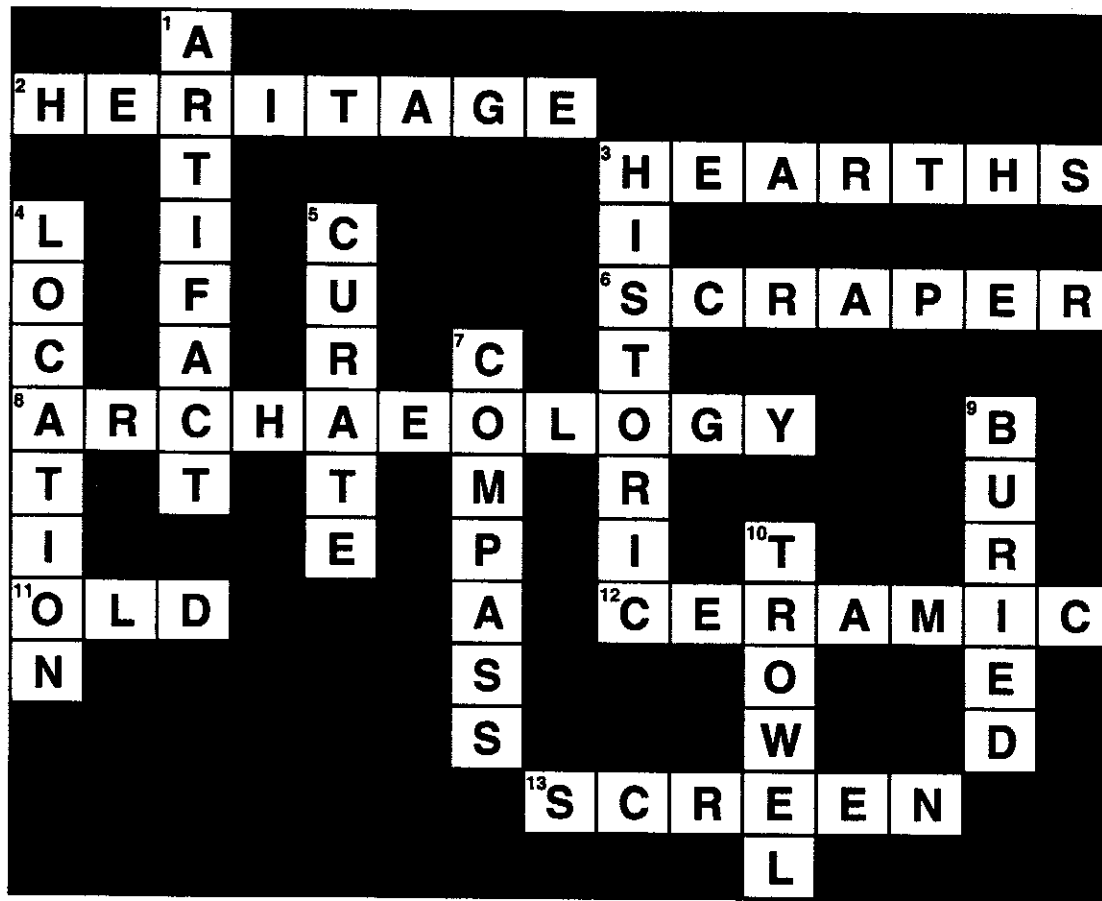 1 A
2 H E R I T A G E
T 3 H E A R T H S
4 L I 5 C I
O F U 6 S C R A P E R
C A R 7 C T
8 A R C H A E O L O G Y 9 B
T T T M R U
I E P I 10 T R
11 O L D A 12 C E R A M I C
N S O E
S W D
13 S C R E E N
L